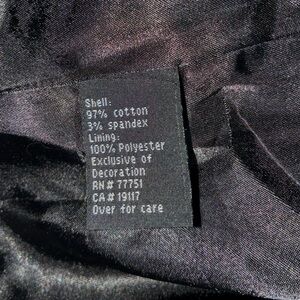 Shell:
97% cotton
3% spandex
Lining:
100% Polyester
Exclusive of
Decoration
RN# 77751
CA# 19117
Over for care